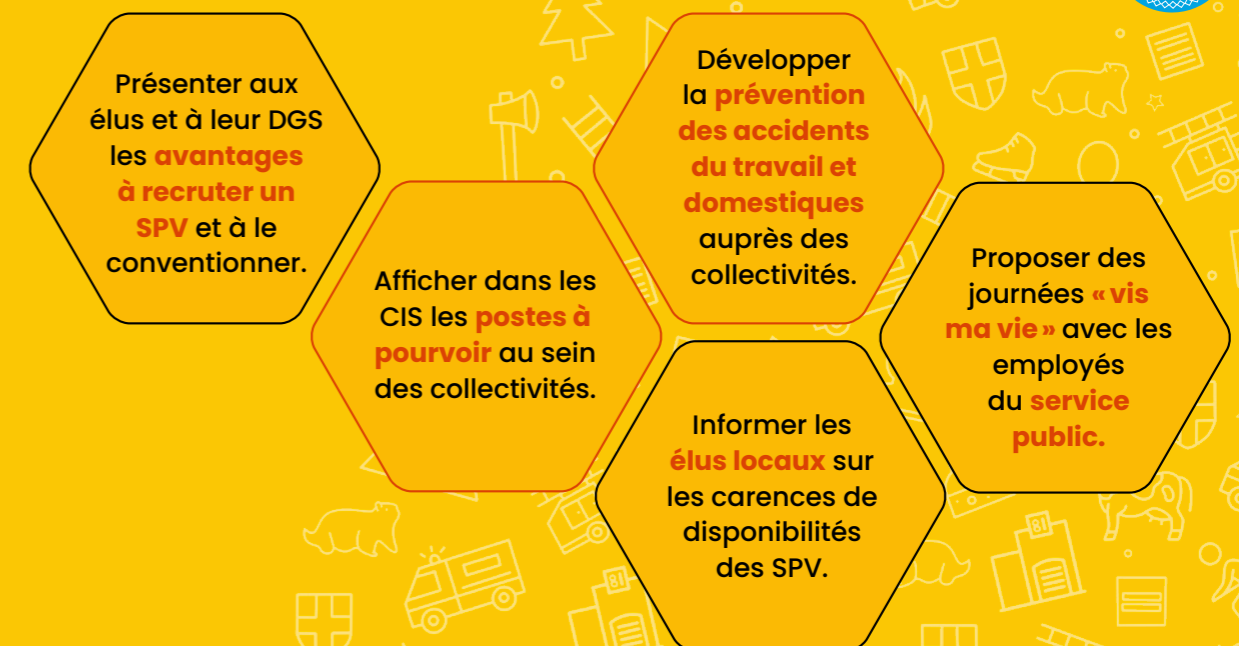 Présenter aux
élus et à leur DGS
les avantages
à recruter un
SPV et à le
conventionner.
Afficher dans les
CIS les postes à
pourvoir au sein
des collectivités.
Développer
la prévention
des accidents
du travail et
domestiques
auprès des
collectivités.
Informer les
élus locaux sur
les carences de
disponibilités
des SPV.
Proposer des
journées « vis
ma vie » avec les
employés
du service
public.
18
18